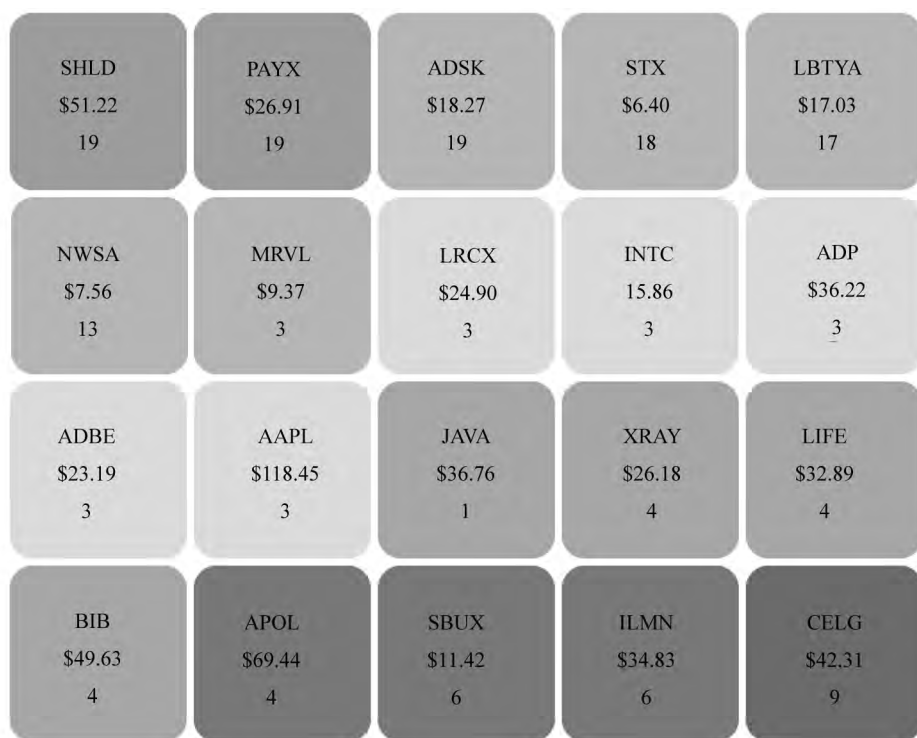 SHLD
$51.22
19
PAYX
$26.91
19
ADSK
$18.27
19
STX
$6.40
18
LBTYA
$17.03
17
NWSA
$7.56
13
MRVL
$9.37
3
LRCX
$24.90
3
INTC
15.86
3
ADP
$36.22
3
ADBE
$23.19
3
AAPL
$118.45
3
JAVA
$36.76
1
XRAY
$26.18
4
LIFE
$32.89
4
BIB
$49.63
4
APOL
$69.44
4
SBUX
$11.42
6
ILMN
$34.83
6
CELG
$42.31
9